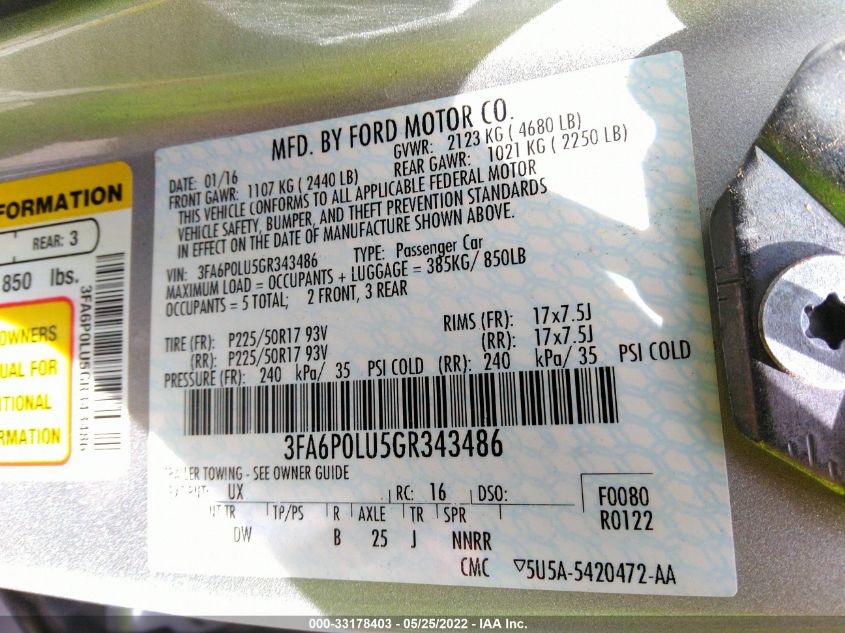 MFD. BY FORD MOTOR CO.
DATE: 01/16 GVWR: 2123 KG ( 4680 LB)
FRONT GAWR: 1107 KG ( 2440 LB) REAR GAWR: 1021 KG ( 2250 LB)
THIS VEHICLE CONFORMS TO ALL APPLICABLE FEDERAL MOTOR
VEHICLE SAFETY, BUMPER, AND THEFT PREVENTION STANDARDS
IN EFFECT ON THE DATE OF MANUFACTURE SHOWN ABOVE.
VIN: 3FA6P0LU5GR343486 TYPE: Passenger Car
MAXIMUM LOAD = OCCUPANTS + LUGGAGE = 385KG/ 850LB
OCCUPANTS = 5 TOTAL; 2 FRONT, 3 REAR
TIRE (FR): P225/50R17 93V RIMS (FR): 17x7.5J
(RR): P225/50R17 93V (RR): 17x7.5J
PRESSURE (FR): 240 kPa/ 35 PSI COLD (RR): 240 kPa/ 35 PSI COLD
3FA6P0LU5GR343486
TOWING - SEE OWNER GUIDE
UX RC: 16 DSO: F0080
INT TR TP/PS R AXLE TR SPR R0122
DW B 25 J NNRR
CMC ▽5U5A-5420472-AA
FORMATION
REAR: 3
850 lbs.
OWNERS
UAL FOR
ITIONAL
3FA6P0LU5GR343486
000-33178403 - 05/25/2022 - IAA Inc.